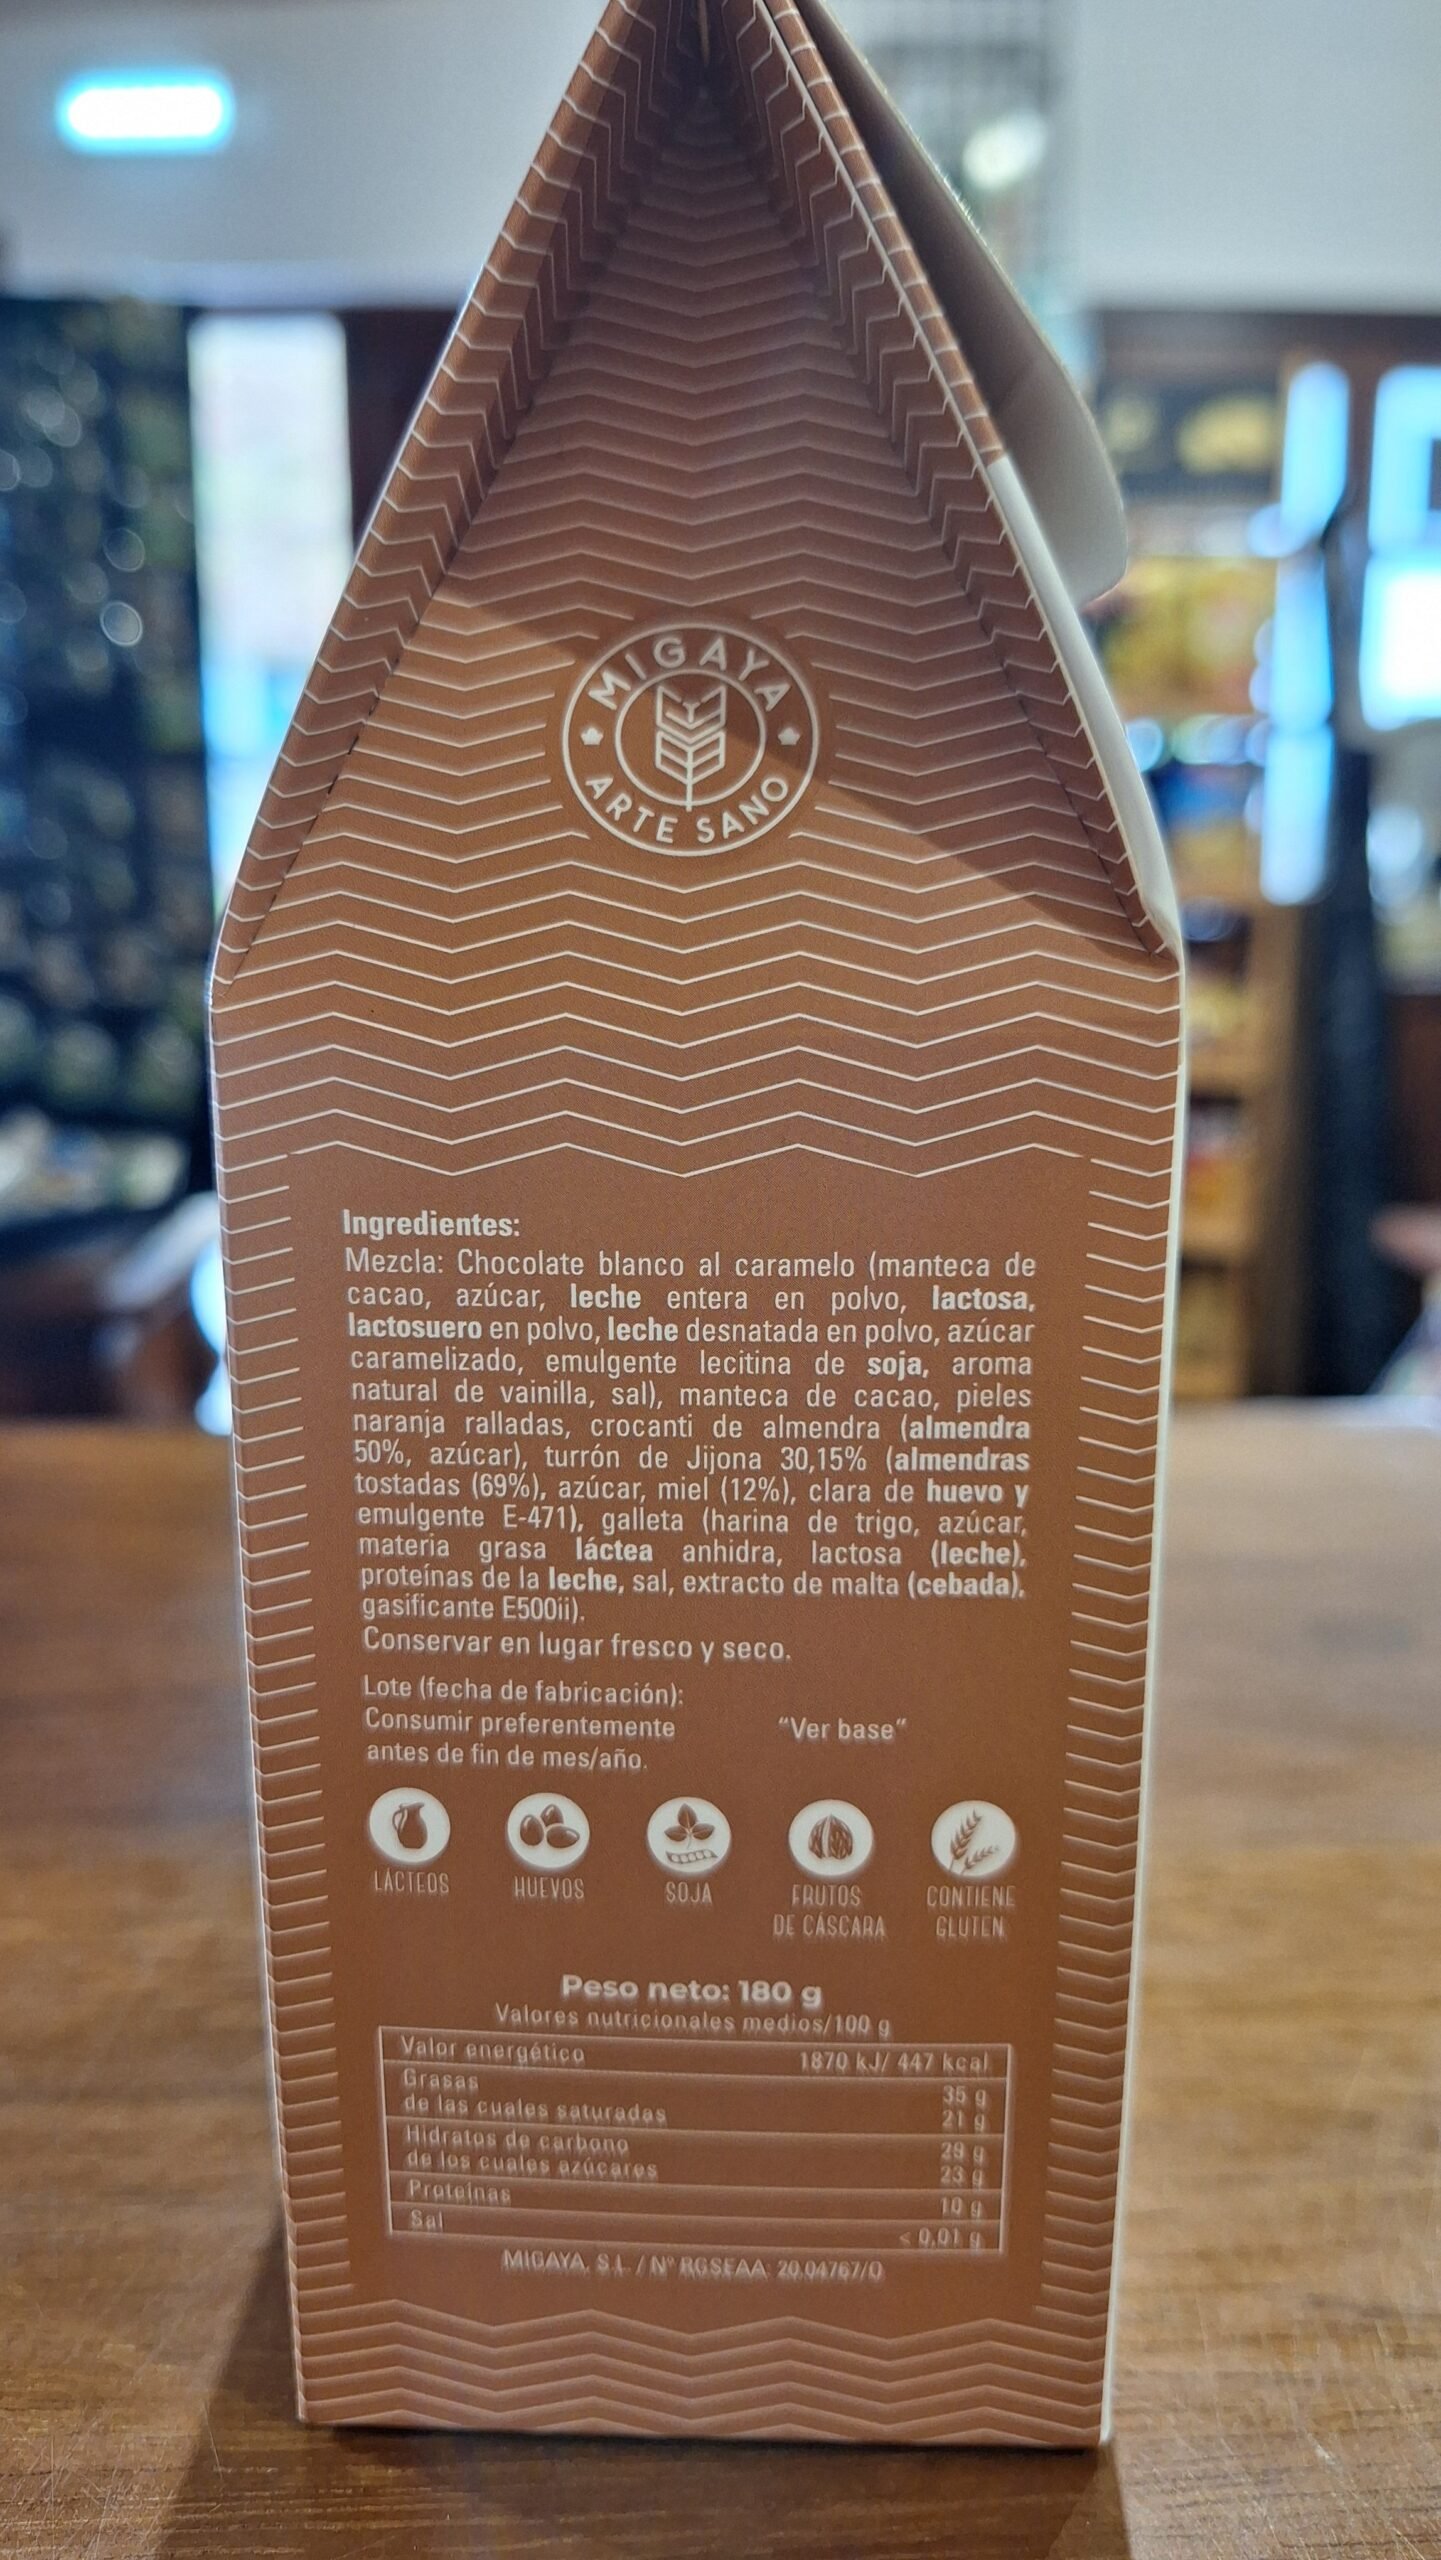 MIGAYA
ARTE SANO
Ingredientes:
Mezcla: Chocolate blanco al caramelo (manteca de
cacao, azúcar, leche entera en polvo, lactosa,
lactosuero en polvo, leche desnatada en polvo, azúcar
caramelizado, emulgente lecitina de soja, aroma
natural de vainilla, sal), manteca de cacao, pieles
naranja ralladas, crocanti de almendra (almendra
50%, azúcar), turrón de Jijona 30,15% (almendras
tostadas (69%), azúcar, miel (12%), clara de huevo y
emulgente E-471), galleta (harina de trigo, azúcar,
materia grasa láctea anhidra, lactosa (leche),
proteínas de la leche, sal, extracto de malta (cebada),
gasificante E500ii).
Conservar en lugar fresco y seco.
Lote (fecha de fabricación):
Consumir preferentemente "Ver base"
antes de fin de mes/año.
LÁCTEOS
HUEVOS
SOJA
FRUTOS
DE CÁSCARA
CONTIENE
GLUTEN
Peso neto: 180 g
Valores nutricionales medios/100 g
Valor energético 1870 kJ/ 447 kcal
Grasas 35 g
de las cuales saturadas 21 g
Hidratos de carbono 29 g
de los cuales azúcares 23 g
Proteínas 10 g
Sal < 0,01 g
MIGAYA, S.L. / Nº RGSEAA: 20.04767/O